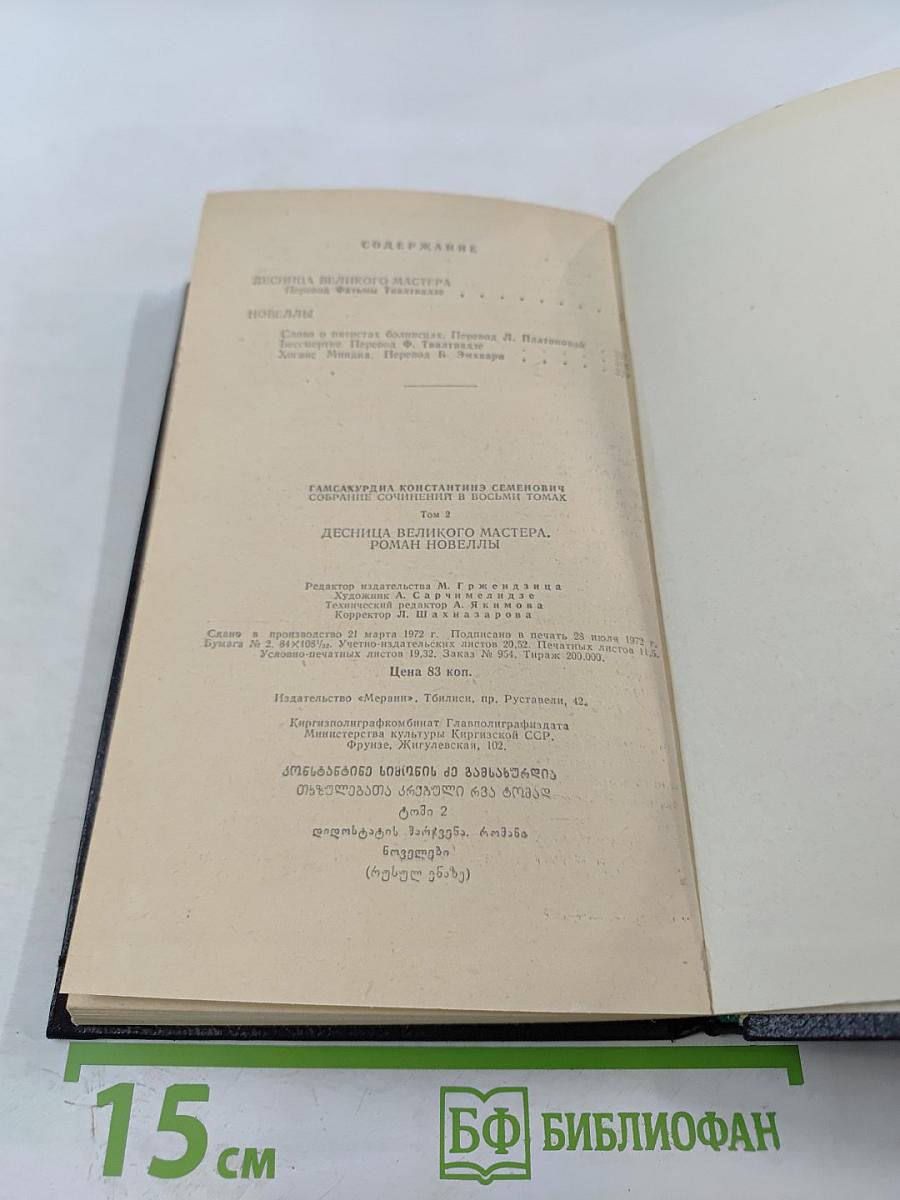 СОДЕРЖАНИЕ
ДЕСНИЦА ВЕЛИКОГО МАСТЕРА
Перевод Фатьмы Твалтвадзе
НОВЕЛЛЫ
Слово о пятистах болнисцах. Перевод Л. Платоновой
Бессмертие. Перевод Ф. Твалтвадзе
Хогаис Миндиа. Перевод Б.
ГАМСАХУРДИА КОНСТАНТИНЭ СЕМЕНОВИЧ
СОБРАНИЕ СОЧИНЕНИЙ В ВОСЬМИ ТОМАХ
Том 2
ДЕСНИЦА ВЕЛИКОГО МАСТЕРА.
РОМАН НОВЕЛЛЫ
Редактор издательства М. Гржендзица
Художник А. Сарчимелидзе
Технический редактор А. Якимова
Корректор Л. Шахназарова
Сдано в производство 21 марта 1972 г. Подписано в печать 28 июля 1972 г.
Бумага № 2. 84×108¹/₃₂. Учетно-издательских листов 20,52. Печатных листов 11,5.
Условно-печатных листов 19,32. Заказ № 954. Тираж 200.000.
Цена 83 коп.
Издательство «Мерани». Тбилиси, пр. Руставели, 42.
Киргизполиграфкомбинат Главполиграфиздата
Министерства культуры Киргизской ССР.
Фрунзе, Жигулевская, 102.
კონსტანტინე სიმონის ძე გამსახურდია
თხზულებათა კრებული რვა ტომად
ტომი 2
დიდოსტატის მარჯვენა. რომანი
ნოველები
(რუსულ ენაზე)
15 см
БФ БИБЛИОФАН